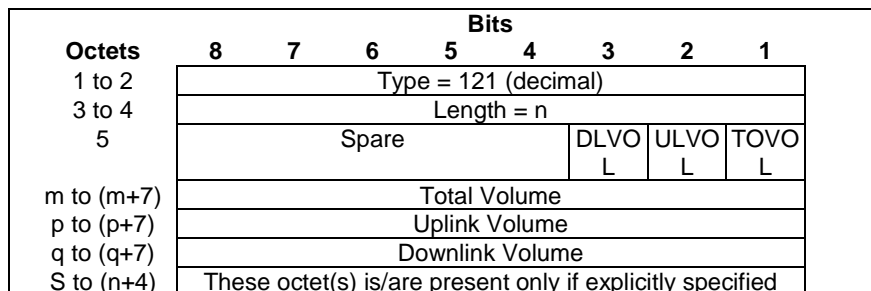 Bits
Octets 8 7 6 5 4 3 2 1
1 to 2 Type = 121 (decimal)
3 to 4 Length = n
5 Spare DLVO ULVO TOVO
L L L
m to (m+7) Total Volume
p to (p+7) Uplink Volume
q to (q+7) Downlink Volume
S to (n+4) These octet(s) is/are present only if explicitly specified